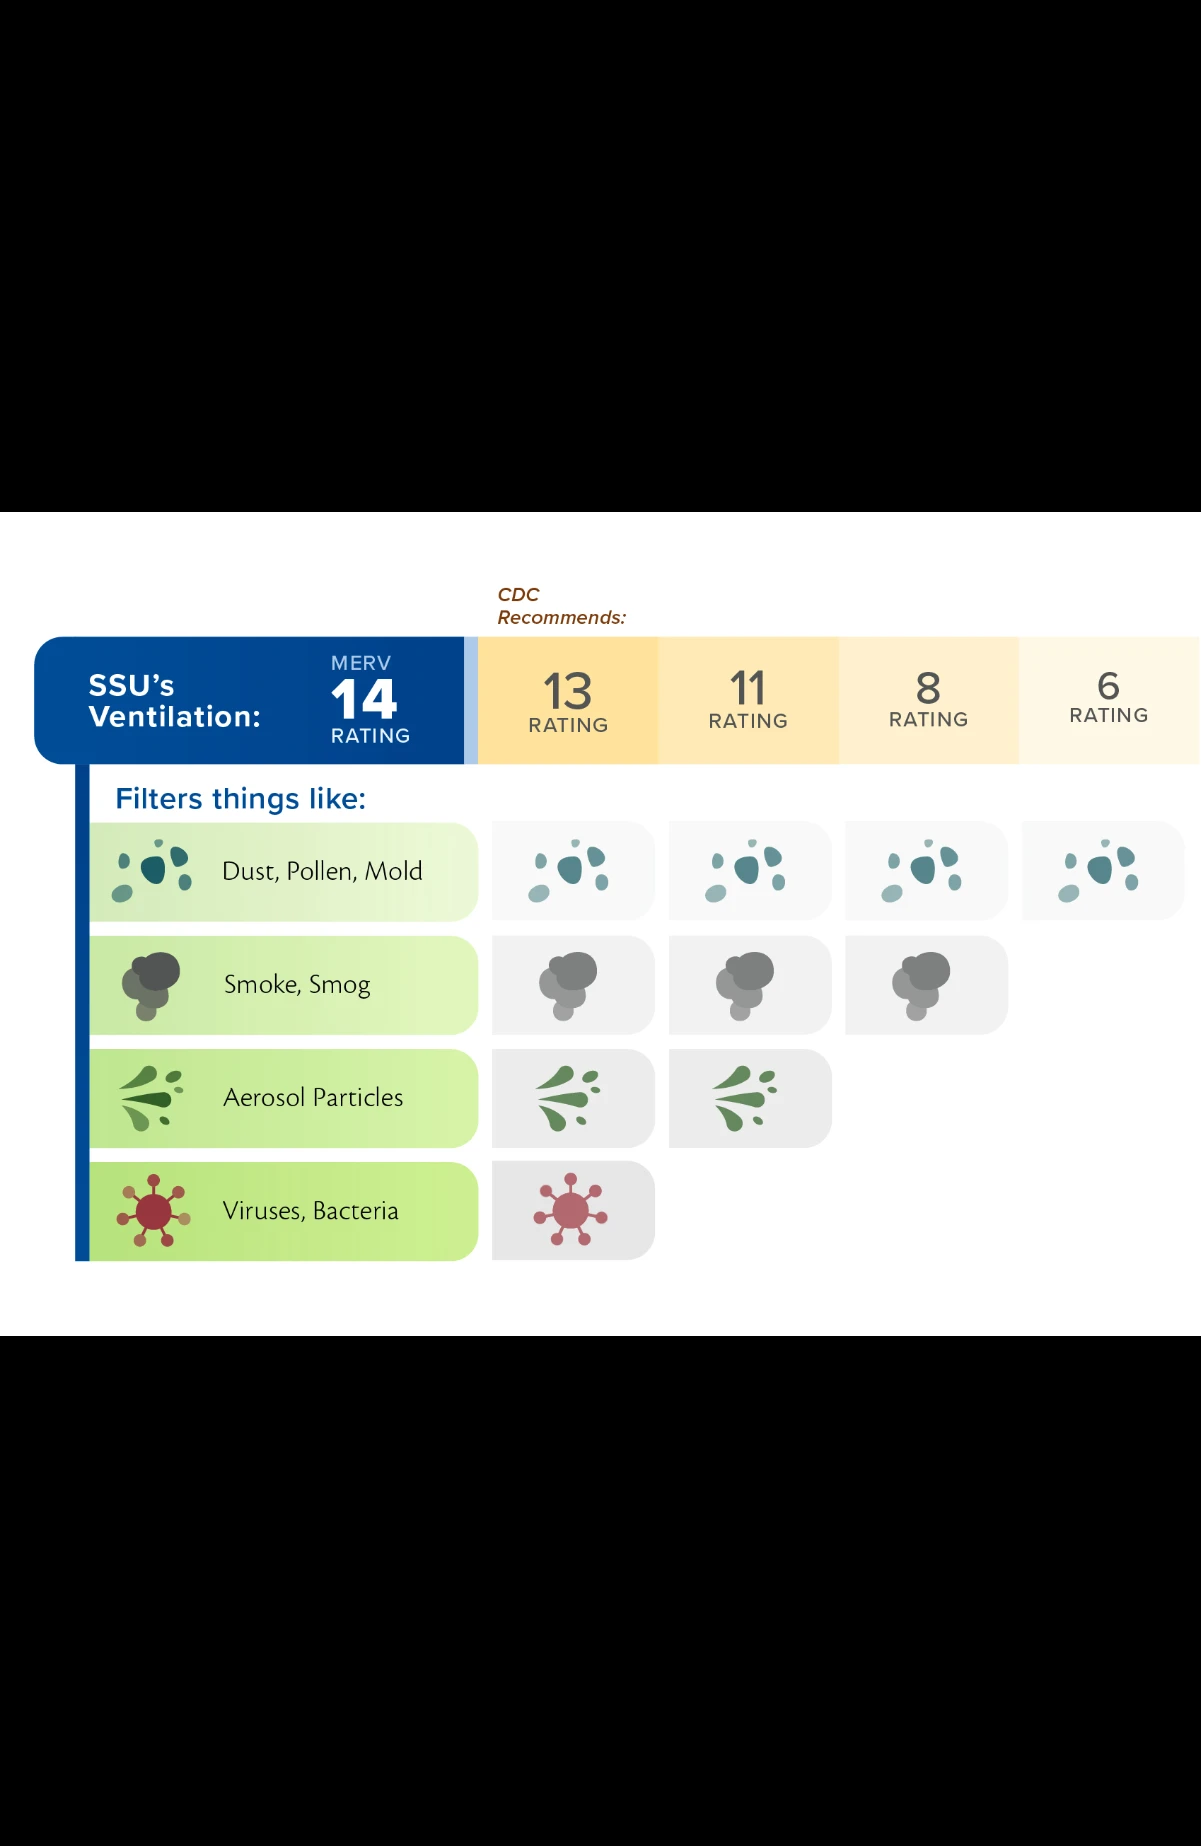 CDC
Recommends:
SSU's
Ventilation:
MERV
14
RATING
13
RATING
11
RATING
8
RATING
6
RATING
Filters things like:
Dust, Pollen, Mold
Smoke, Smog
Aerosol Particles
Viruses, Bacteria